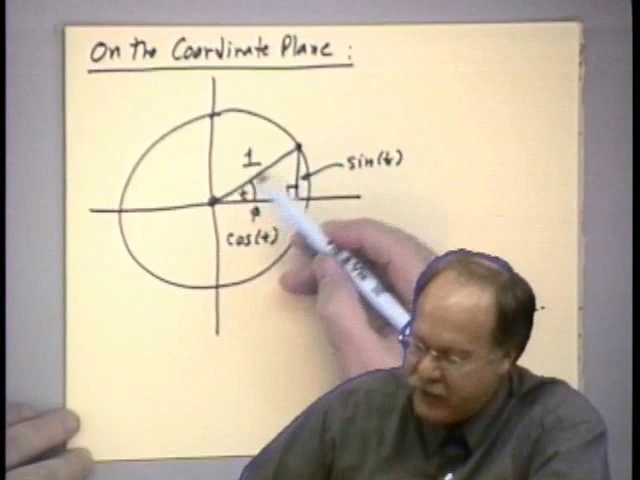 On the Coordinate Plane :
1
sin(t)
t
cos(t)